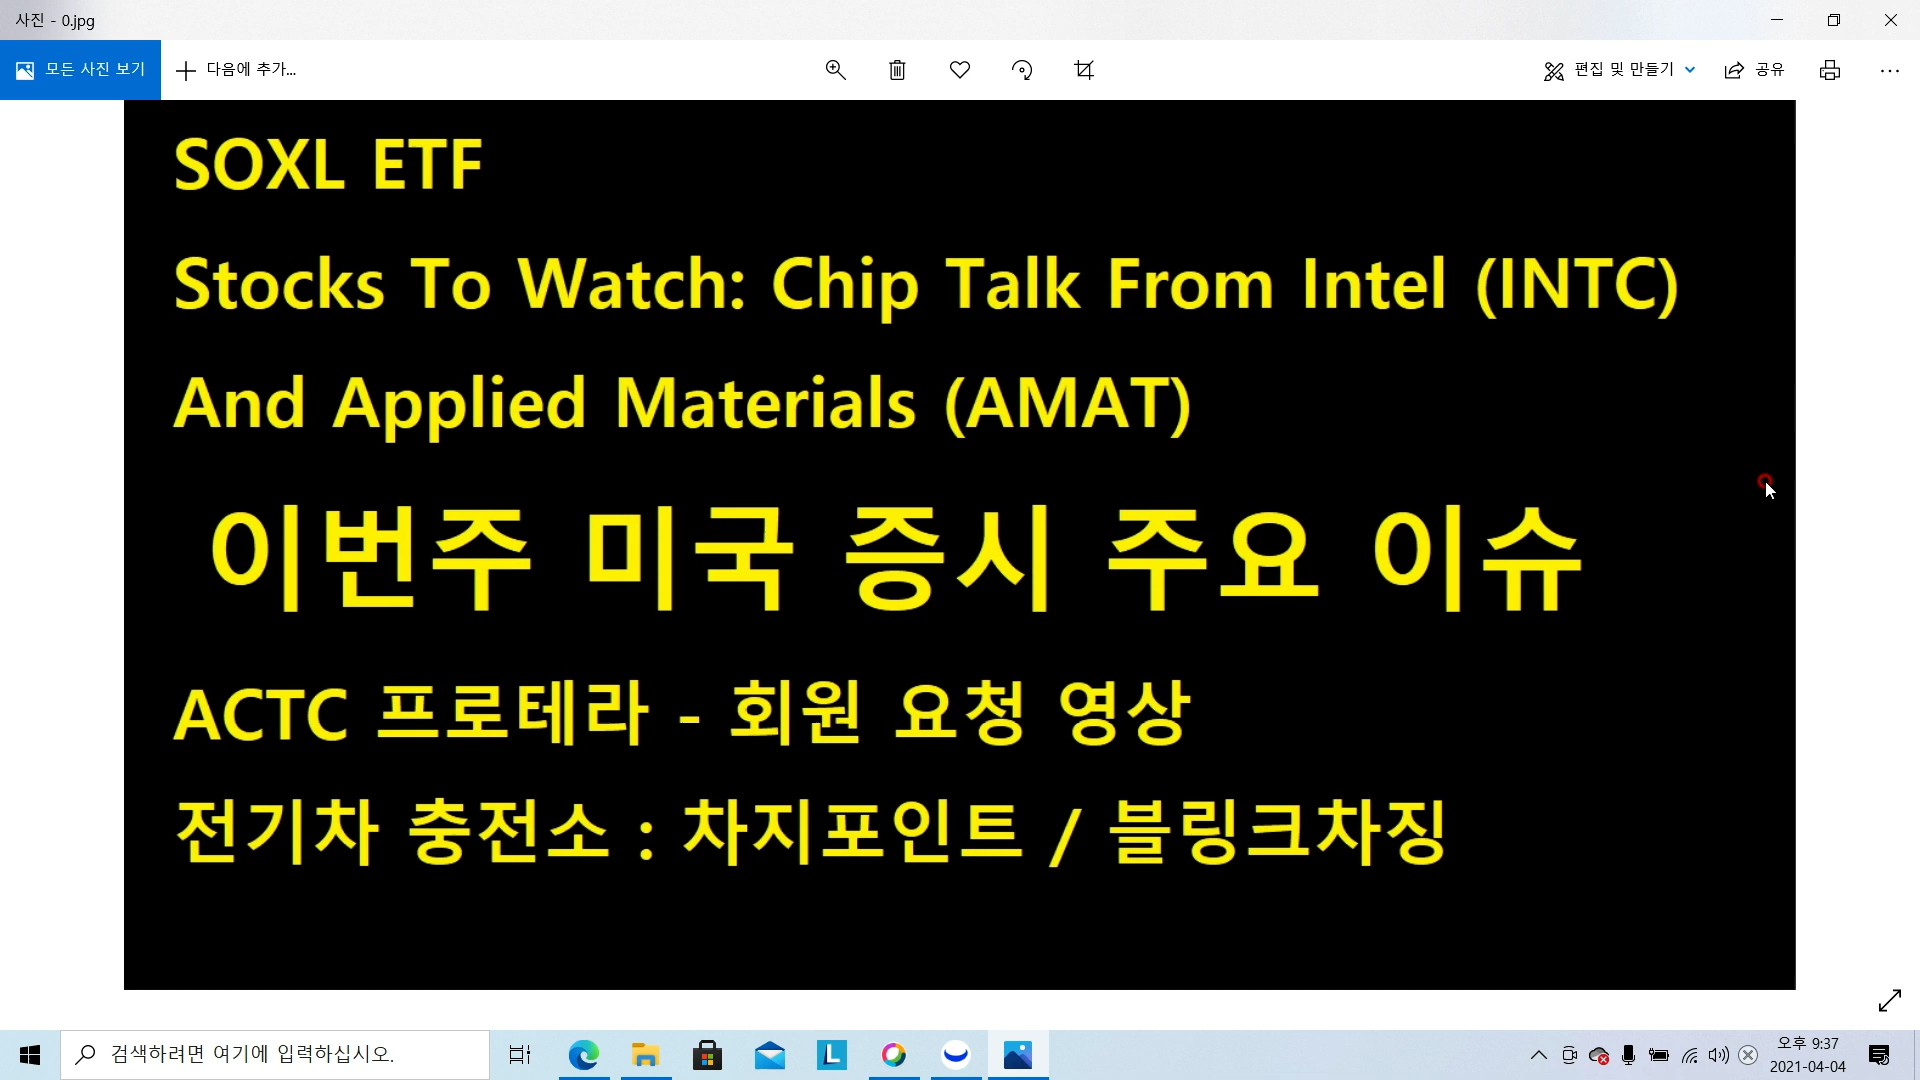 사진 - 0.jpg
모든 사진 보기
다음에 추가...
편집 및 만들기
공유
SOXL ETF
Stocks To Watch: Chip Talk From Intel (INTC)
And Applied Materials (AMAT)
이번주 미국 증시 주요 이슈
ACTC 프로테라 - 회원 요청 영상
전기차 충전소 : 차지포인트 / 블링크차징
검색하려면 여기에 입력하십시오.
L
오후 9:37
2021-04-04